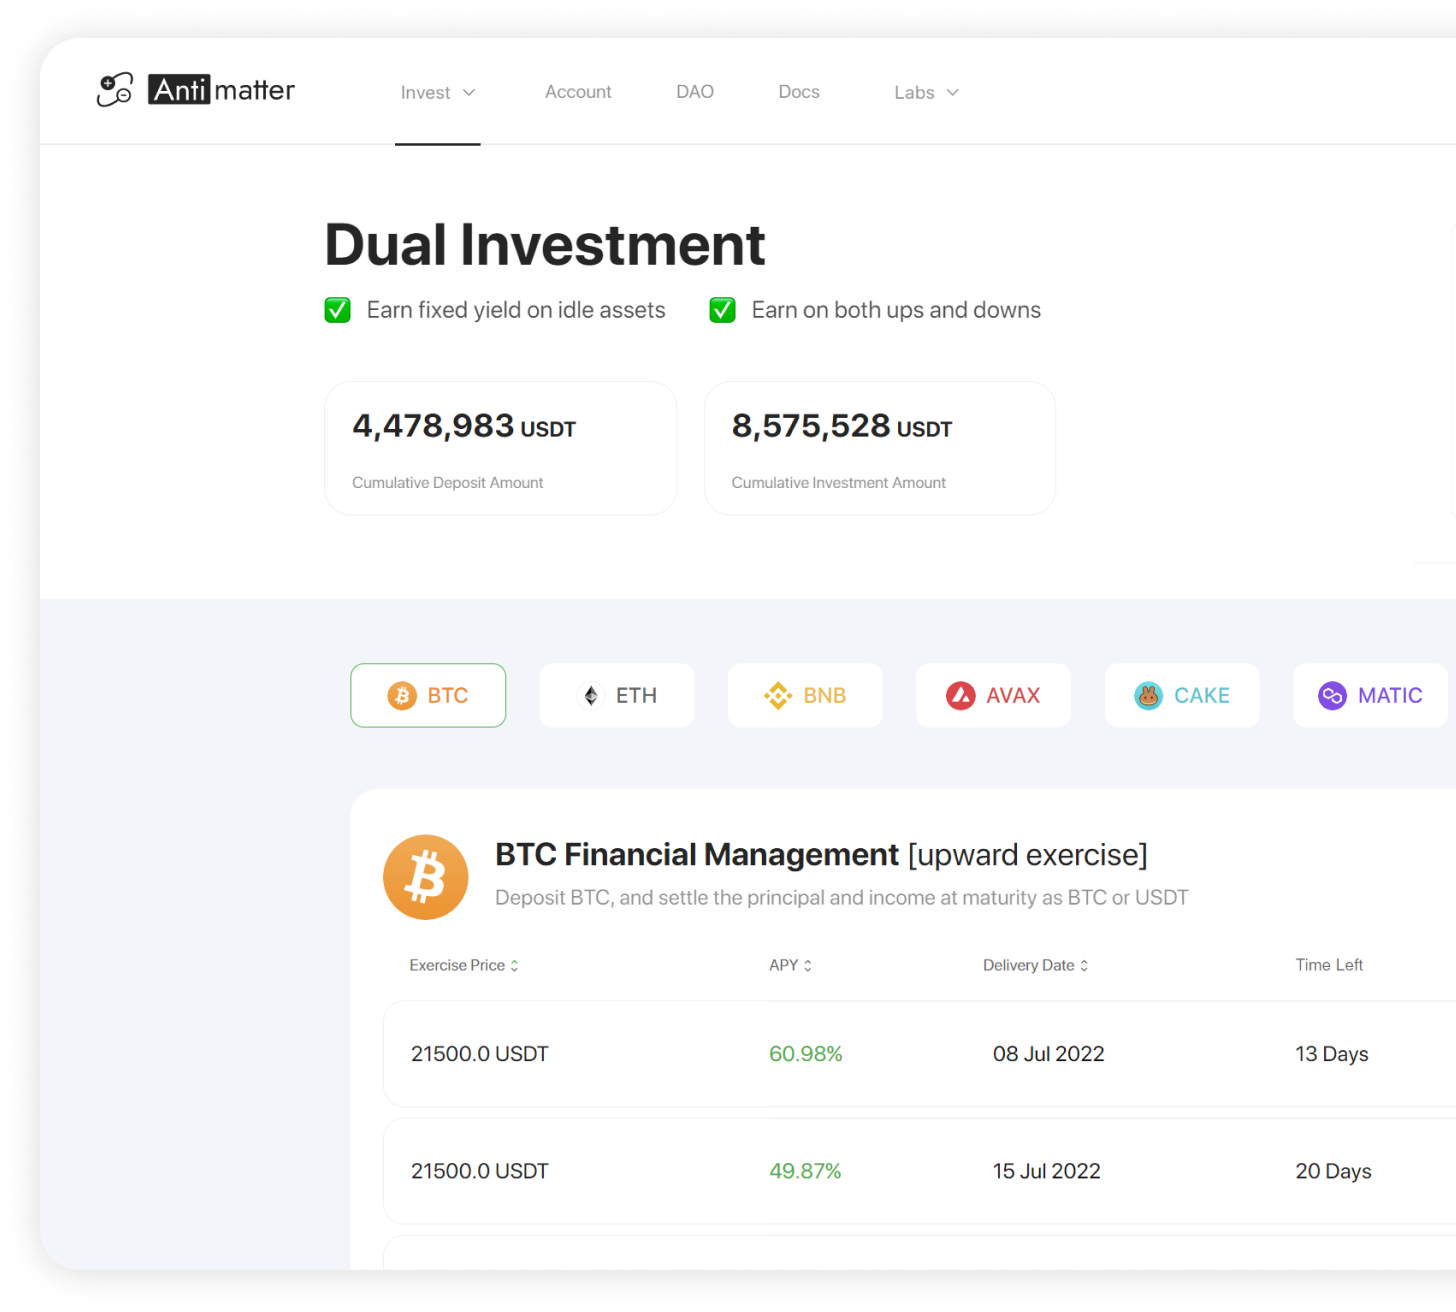 Antimatter Invest Account DAO Docs Labs
Dual Investment
Earn fixed yield on idle assets Earn on both ups and downs
4,478,983 USDT 8,575,528 USDT
Cumulative Deposit Amount Cumulative Investment Amount
BTC ETH BNB AVAX CAKE MATIC
BTC Financial Management [upward exercise]
Deposit BTC, and settle the principal and income at maturity as BTC or USDT
Exercise Price APY Delivery Date Time Left
21500.0 USDT 60.98% 08 Jul 2022 13 Days
21500.0 USDT 49.87% 15 Jul 2022 20 Days